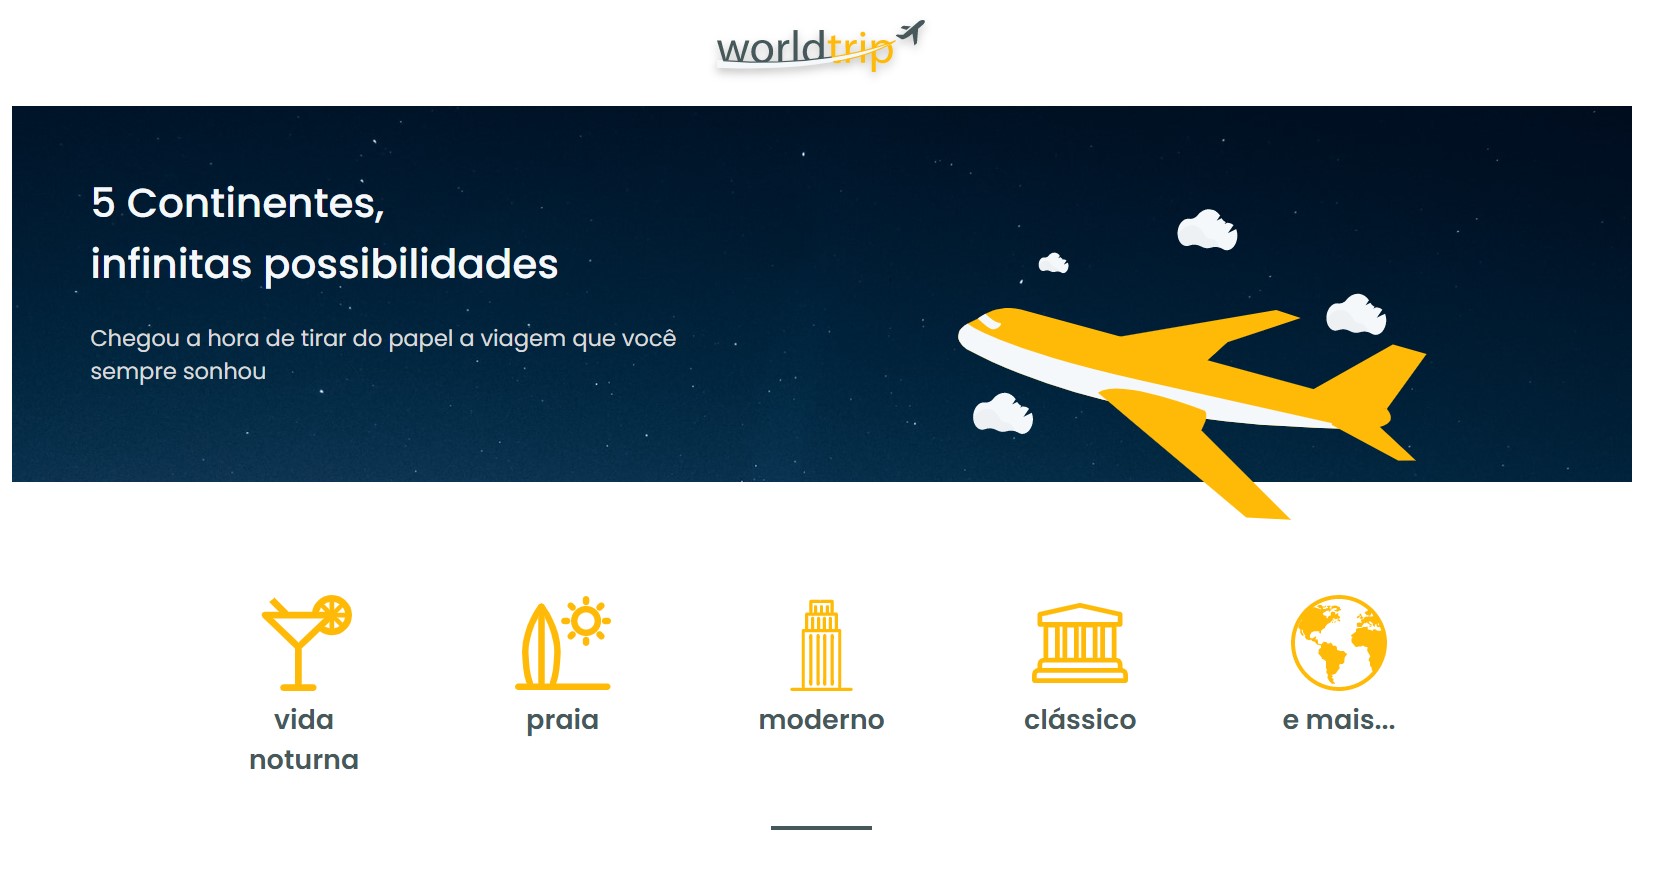 worldtrip
5 Continentes,
infinitas possibilidades
Chegou a hora de tirar do papel a viagem que você
sempre sonhou
vida
noturna
praia
moderno
clássico
e mais...